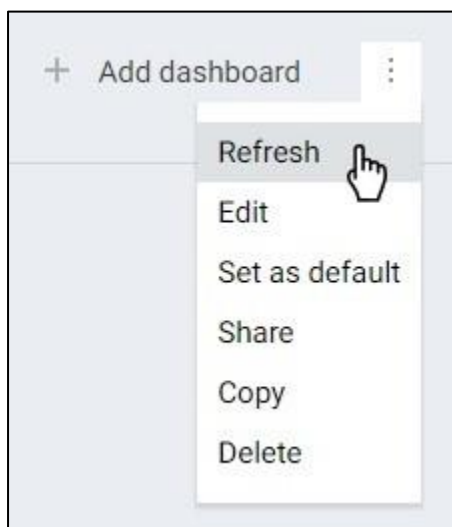 + Add dashboard
Refresh
Edit
Set as default
Share
Copy
Delete